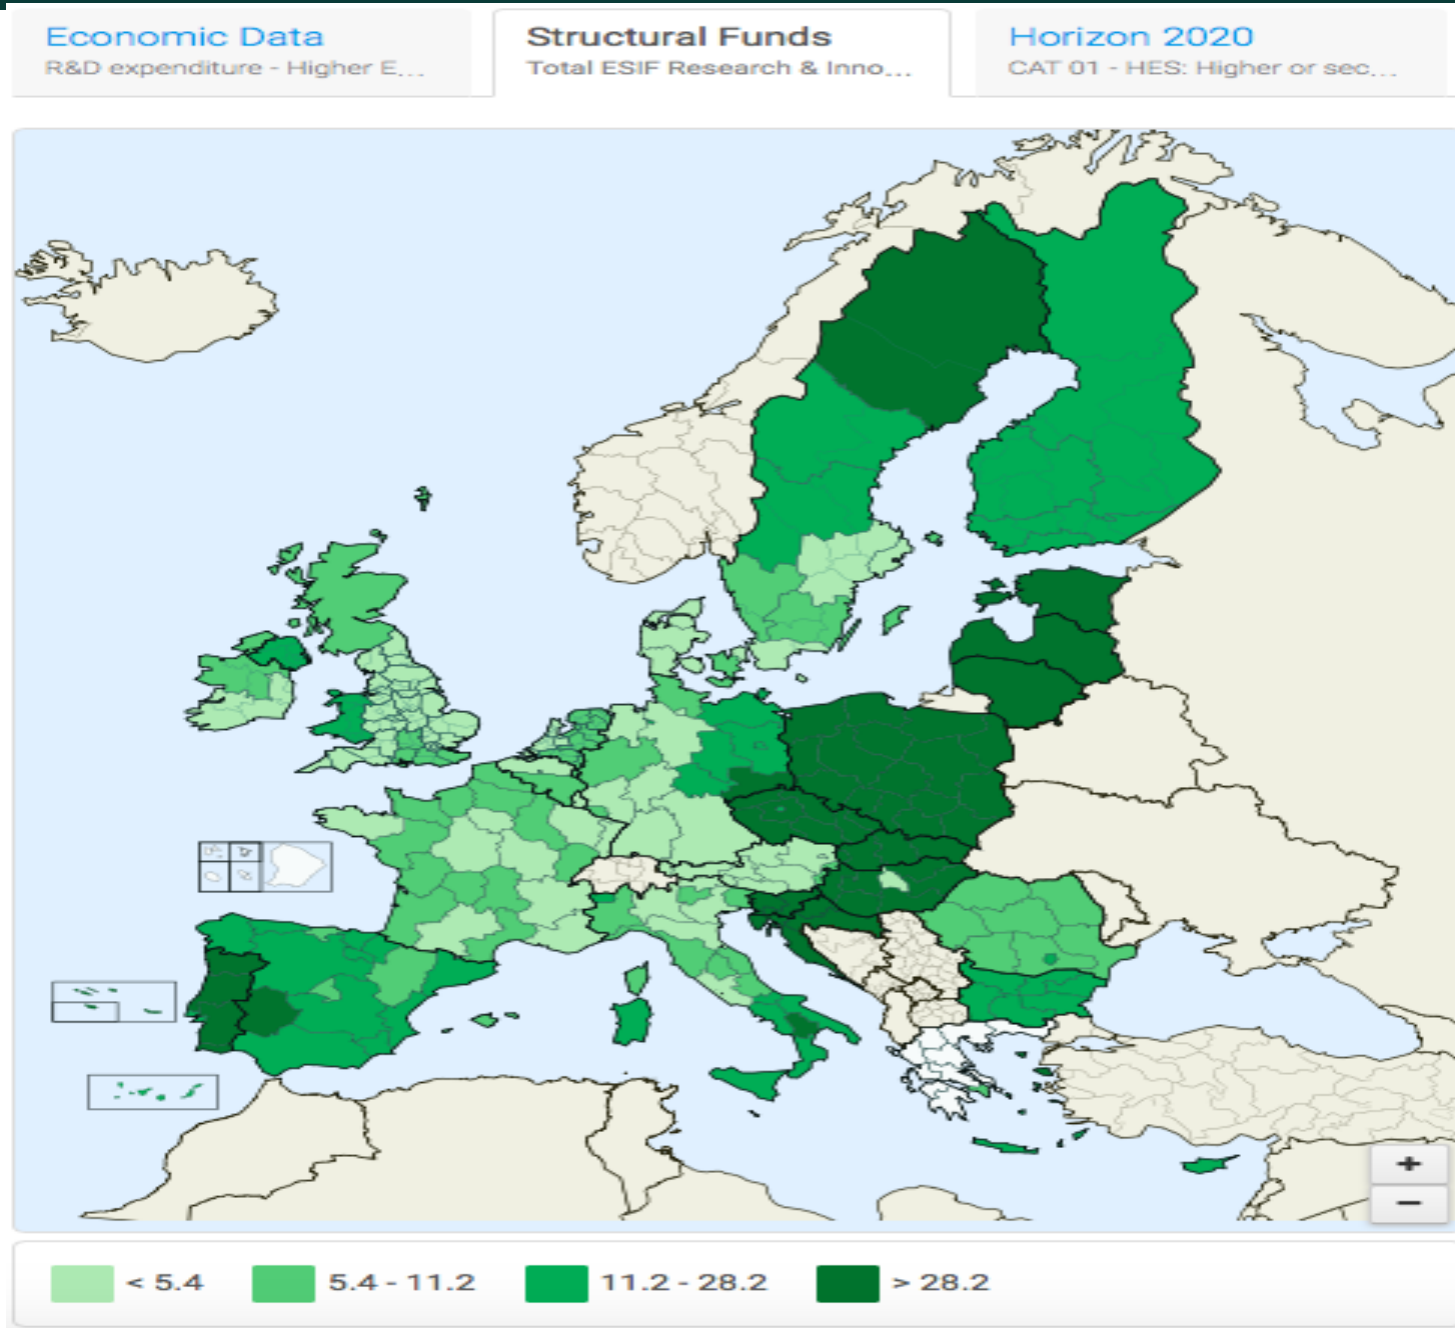 Economic Data
R&D expenditure - Higher E...
Structural Funds
Total ESIF Research & Inno...
Horizon 2020
CAT 01 - HES: Higher or sec...
+
−
< 5.4
5.4 - 11.2
11.2 - 28.2
> 28.2